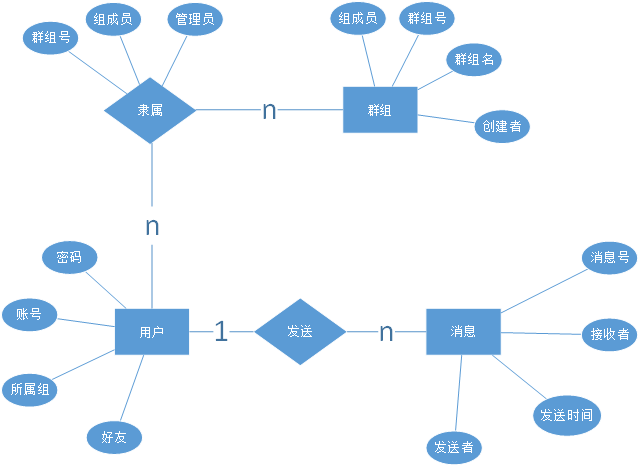 组成员
管理员
群组号
隶属
n
组成员
群组号
群组名
群组
创建者
n
密码
账号
用户
所属组
好友
1
发送
n
消息号
消息
接收者
发送时间
发送者